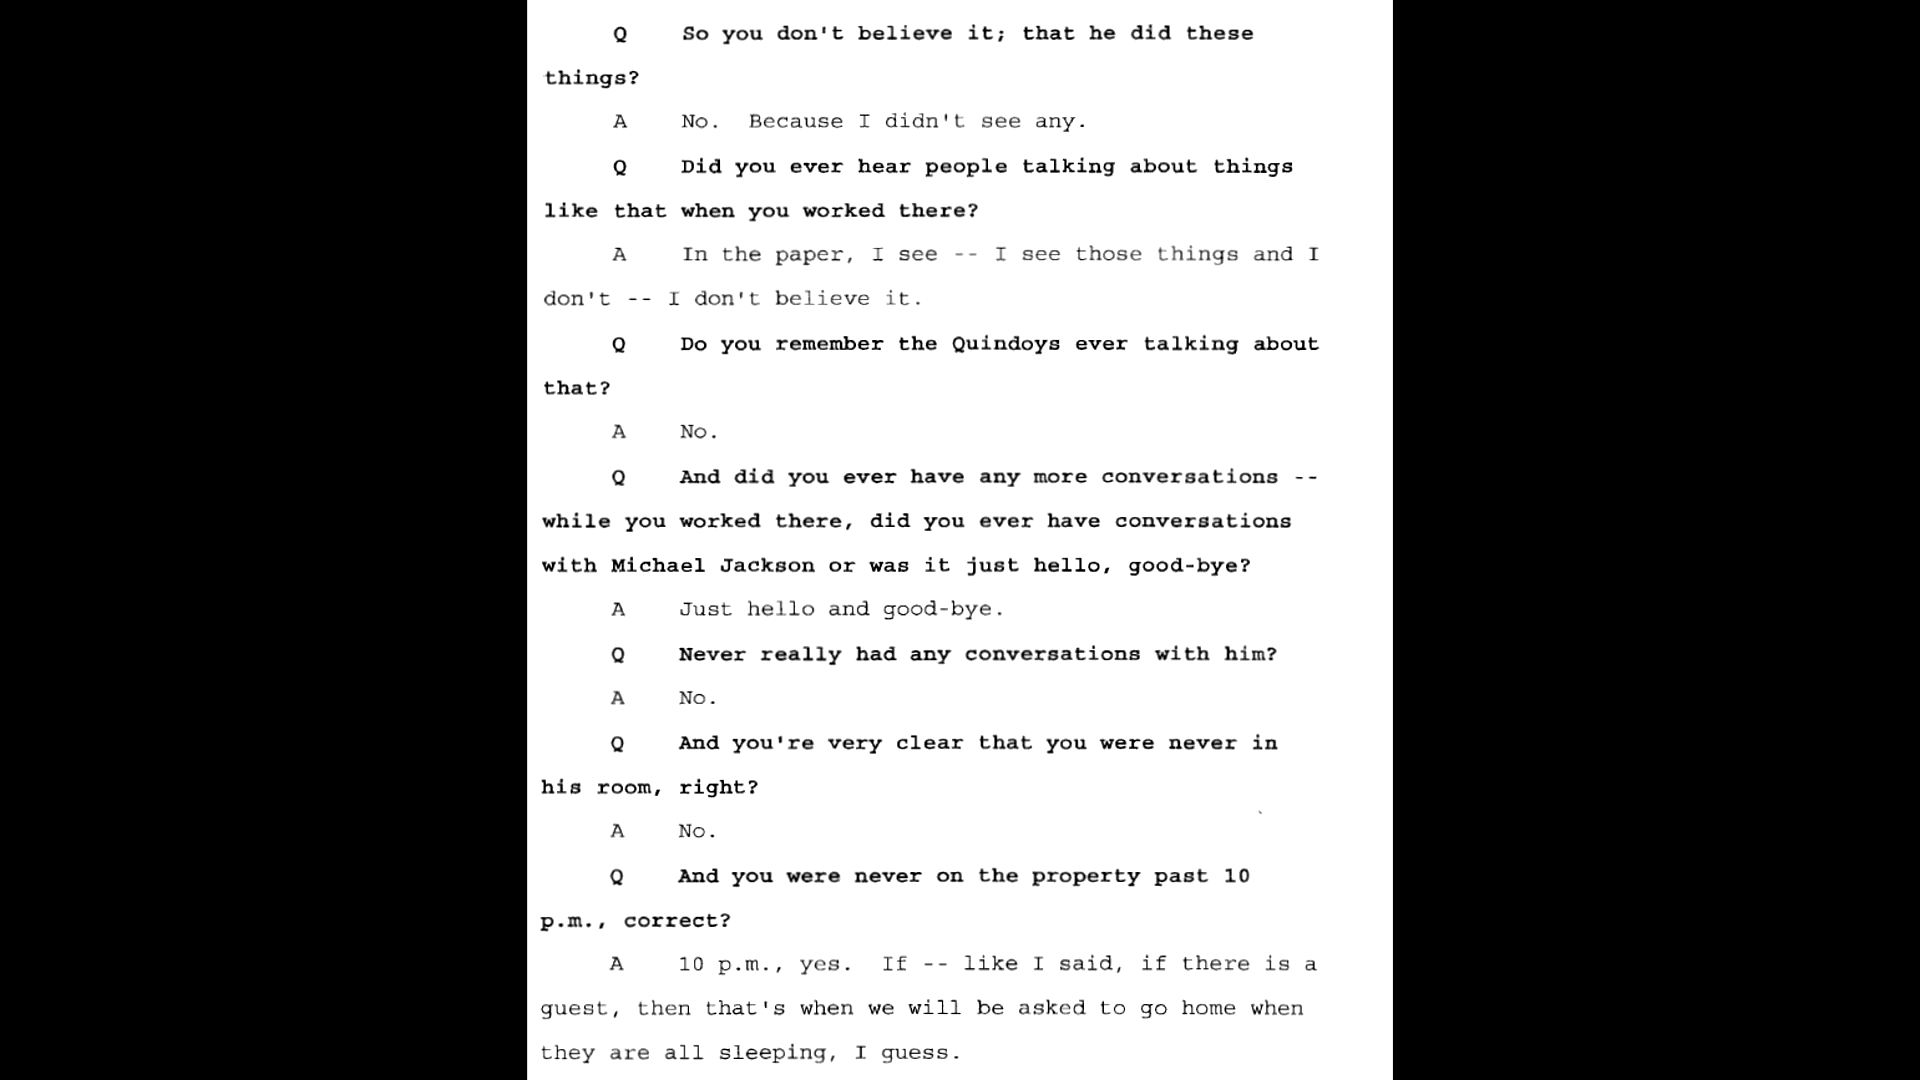 Q So you don't believe it; that he did these
things?
A No. Because I didn't see any.
Q Did you ever hear people talking about things
like that when you worked there?
A In the paper, I see -- I see those things and I
don't -- I don't believe it.
Q Do you remember the Quindoys ever talking about
that?
A No.
Q And did you ever have any more conversations --
while you worked there, did you ever have conversations
with Michael Jackson or was it just hello, good-bye?
A Just hello and good-bye.
Q Never really had any conversations with him?
A No.
Q And you're very clear that you were never in
his room, right?
A No.
Q And you were never on the property past 10
p.m., correct?
A 10 p.m., yes. If -- like I said, if there is a
guest, then that's when we will be asked to go home when
they are all sleeping, I guess.